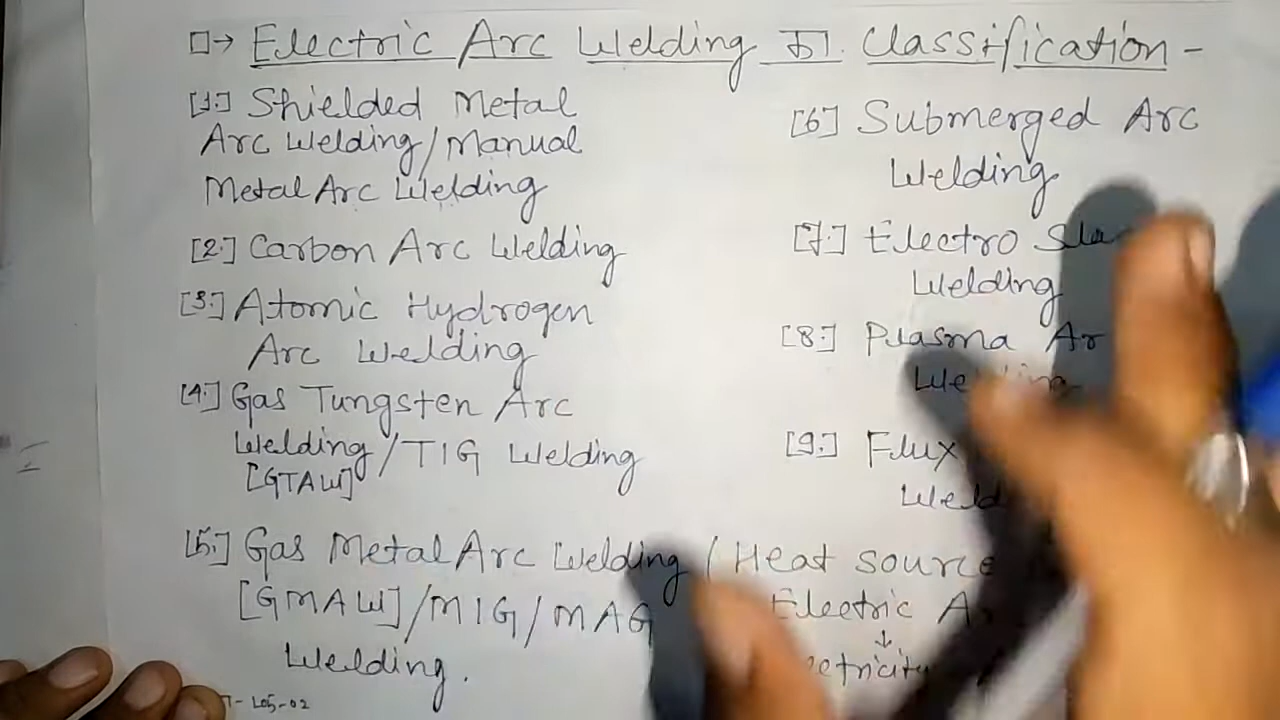 □→ Electric Arc Welding का Classification -
[1.] Shielded Metal
Arc Welding/Manual
Metal Arc Welding
[2.] Carbon Arc Welding
[3.] Atomic Hydrogen
Arc Welding
[4.] Gas Tungsten Arc
Welding/TIG Welding
[GTAW]
[5.] Gas Metal Arc Welding /
[GMAW]/MIG/MAG
Welding.
[6] Submerged Arc
Welding
[7.] Electro
Welding
[8.] Plasma
[9.] Flux
Heat source
Electric
↓